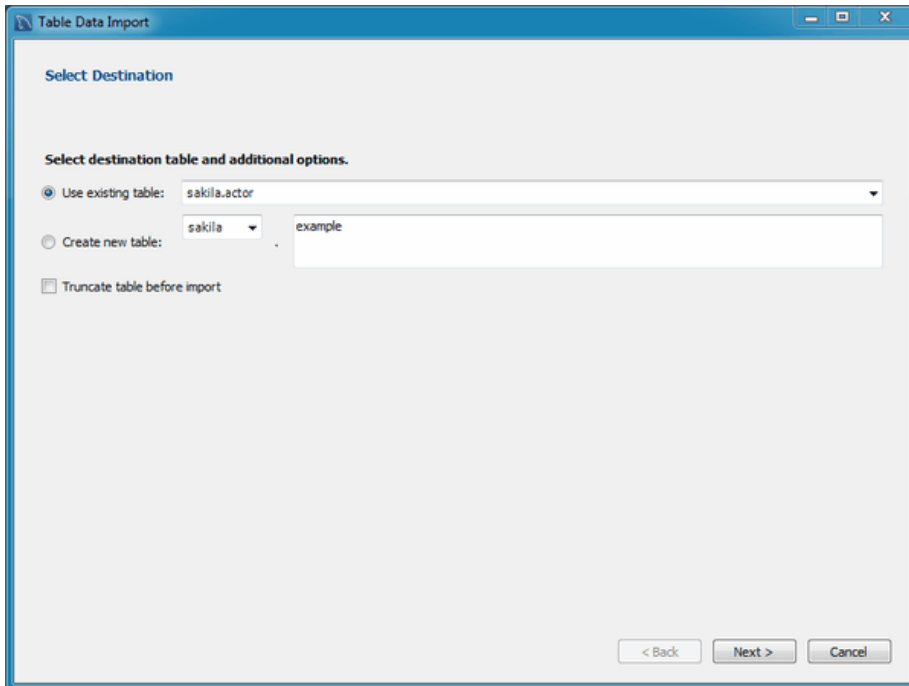 Table Data Import
Select Destination
Select destination table and additional options.
Use existing table: sakila.actor
Create new table: sakila . example
Truncate table before import
< Back Next > Cancel